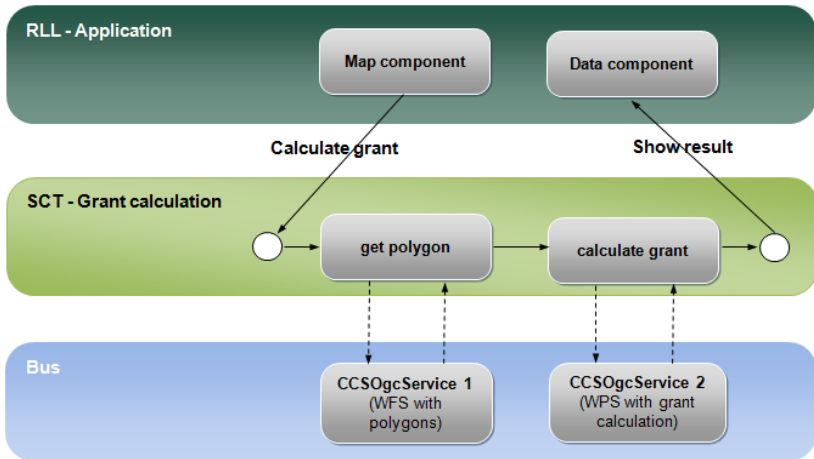 RLL - Application
Map component
Data component
Calculate grant
Show result
SCT - Grant calculation
get polygon
calculate grant
Bus
CCSOgcService 1
(WFS with
polygons)
CCSOgcService 2
(WPS with grant
calculation)